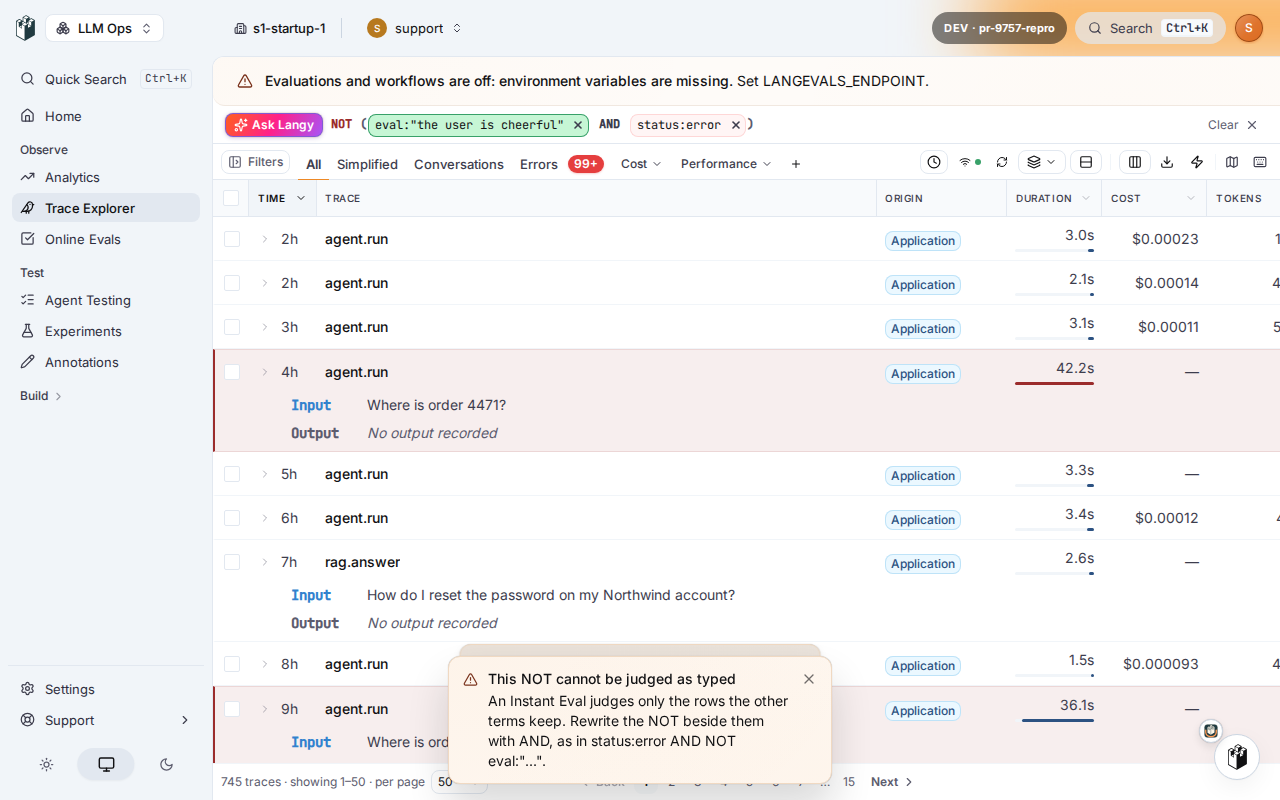 LLM Ops
s1-startup-1
S
support
DEV · pr-9757-repro
Search
Ctrl+K
S
Quick Search
Ctrl+K
Home
Observe
Analytics
Trace Explorer
Online Evals
Test
Agent Testing
Experiments
Annotations
Build
Settings
Support
Evaluations and workflows are off: environment variables are missing. Set LANGEVALS_ENDPOINT.
Ask Langy
NOT (eval:"the user is cheerful" × AND status:error ×)
Clear
Filters
All
Simplified
Conversations
Errors
99+
Cost
Performance
TIME
TRACE
ORIGIN
DURATION
COST
TOKENS
2h agent.run Application 3.0s $0.00023 1
2h agent.run Application 2.1s $0.00014 4
3h agent.run Application 3.1s $0.00011 5
4h agent.run Application 42.2s —
Input Where is order 4471?
Output No output recorded
5h agent.run Application 3.3s —
6h agent.run Application 3.4s $0.00012
7h rag.answer Application 2.6s —
Input How do I reset the password on my Northwind account?
Output No output recorded
8h agent.run Application 1.5s $0.000093 4
9h agent.run Application 36.1s —
Input Where is ord
This NOT cannot be judged as typed
An Instant Eval judges only the rows the other
terms keep. Rewrite the NOT beside them
with AND, as in status:error AND NOT
eval:"...".
745 traces · showing 1–50 · per page 50
15
Next